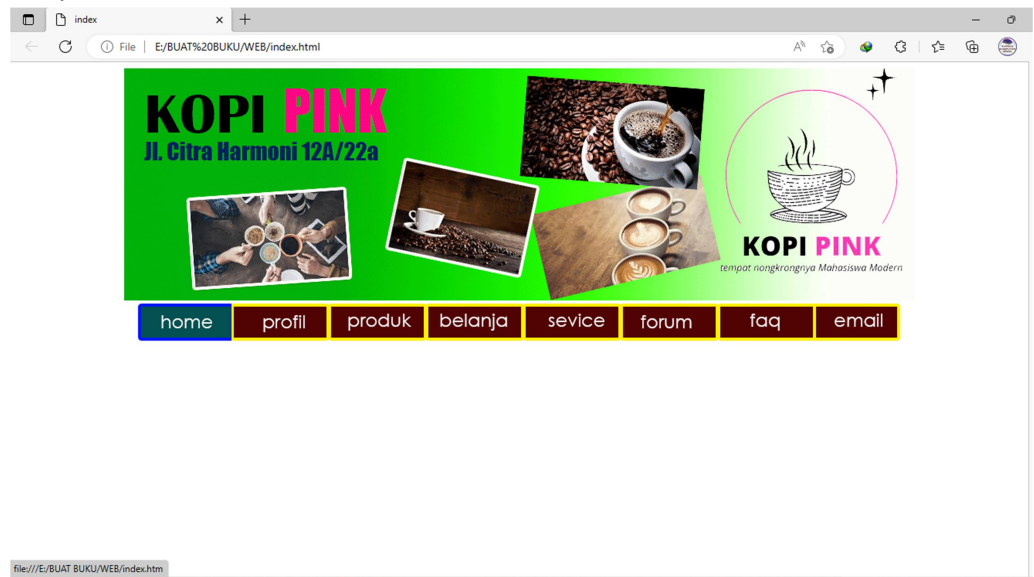 index
File
E:/BUAT%20BUKU/WEB/index.html
KOPI PINK
Jl. Citra Harmoni 12A/22a
KOPI PINK
tempat nongkrongnya Mahasiswa Modern
home profil produk belanja sevice forum faq email
file:///E:/BUAT BUKU/WEB/index.htm